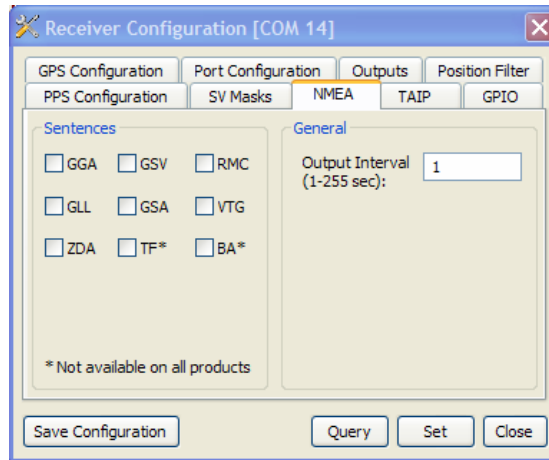 Receiver Configuration [COM 14]
GPS Configuration Port Configuration Outputs Position Filter
PPS Configuration SV Masks NMEA TAIP GPIO
Sentences
GGA GSV RMC
GLL GSA VTG
ZDA TF* BA*
* Not available on all products
General
Output Interval 1
(1-255 sec):
Save Configuration Query Set Close